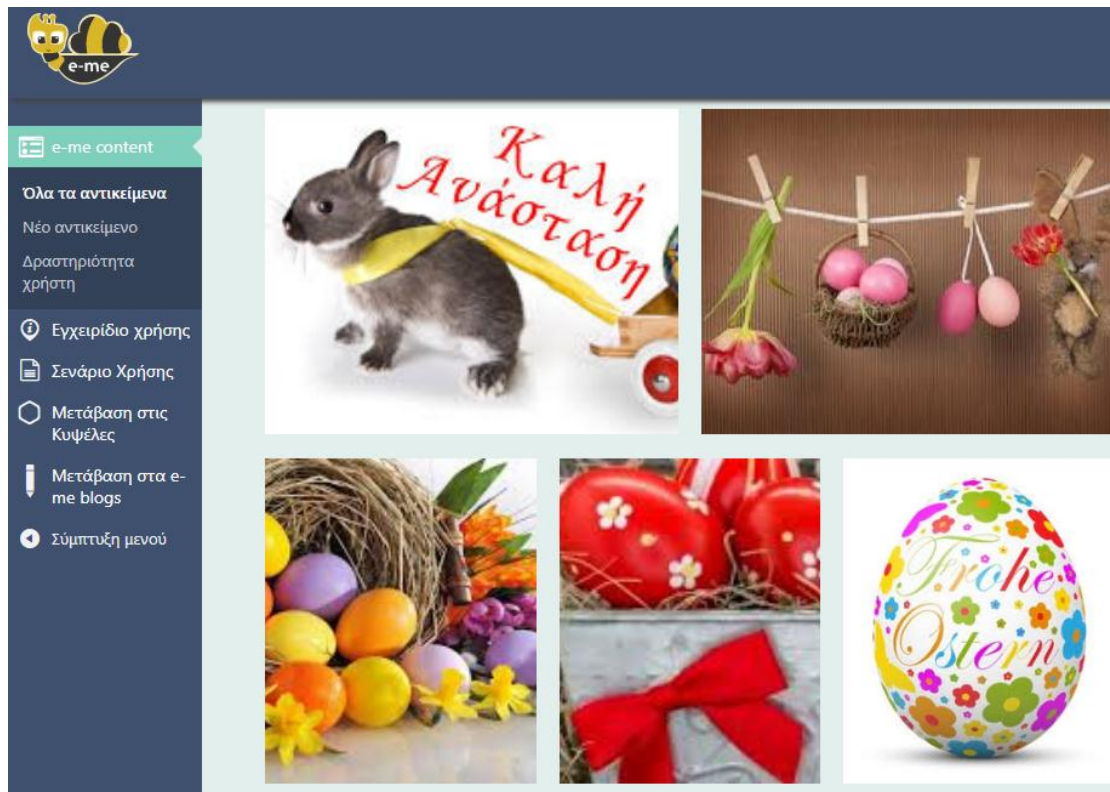 e-me
e-me content
Όλα τα αντικείμενα
Νέο αντικείμενο
Δραστηριότητα
χρήστη
Εγχειρίδιο χρήσης
Σενάριο Χρήσης
Μετάβαση στις
Κυψέλες
Μετάβαση στα e-
me blogs
Σύμπτυξη μενού
Καλή
Ανάσταση
Frohe
Ostern